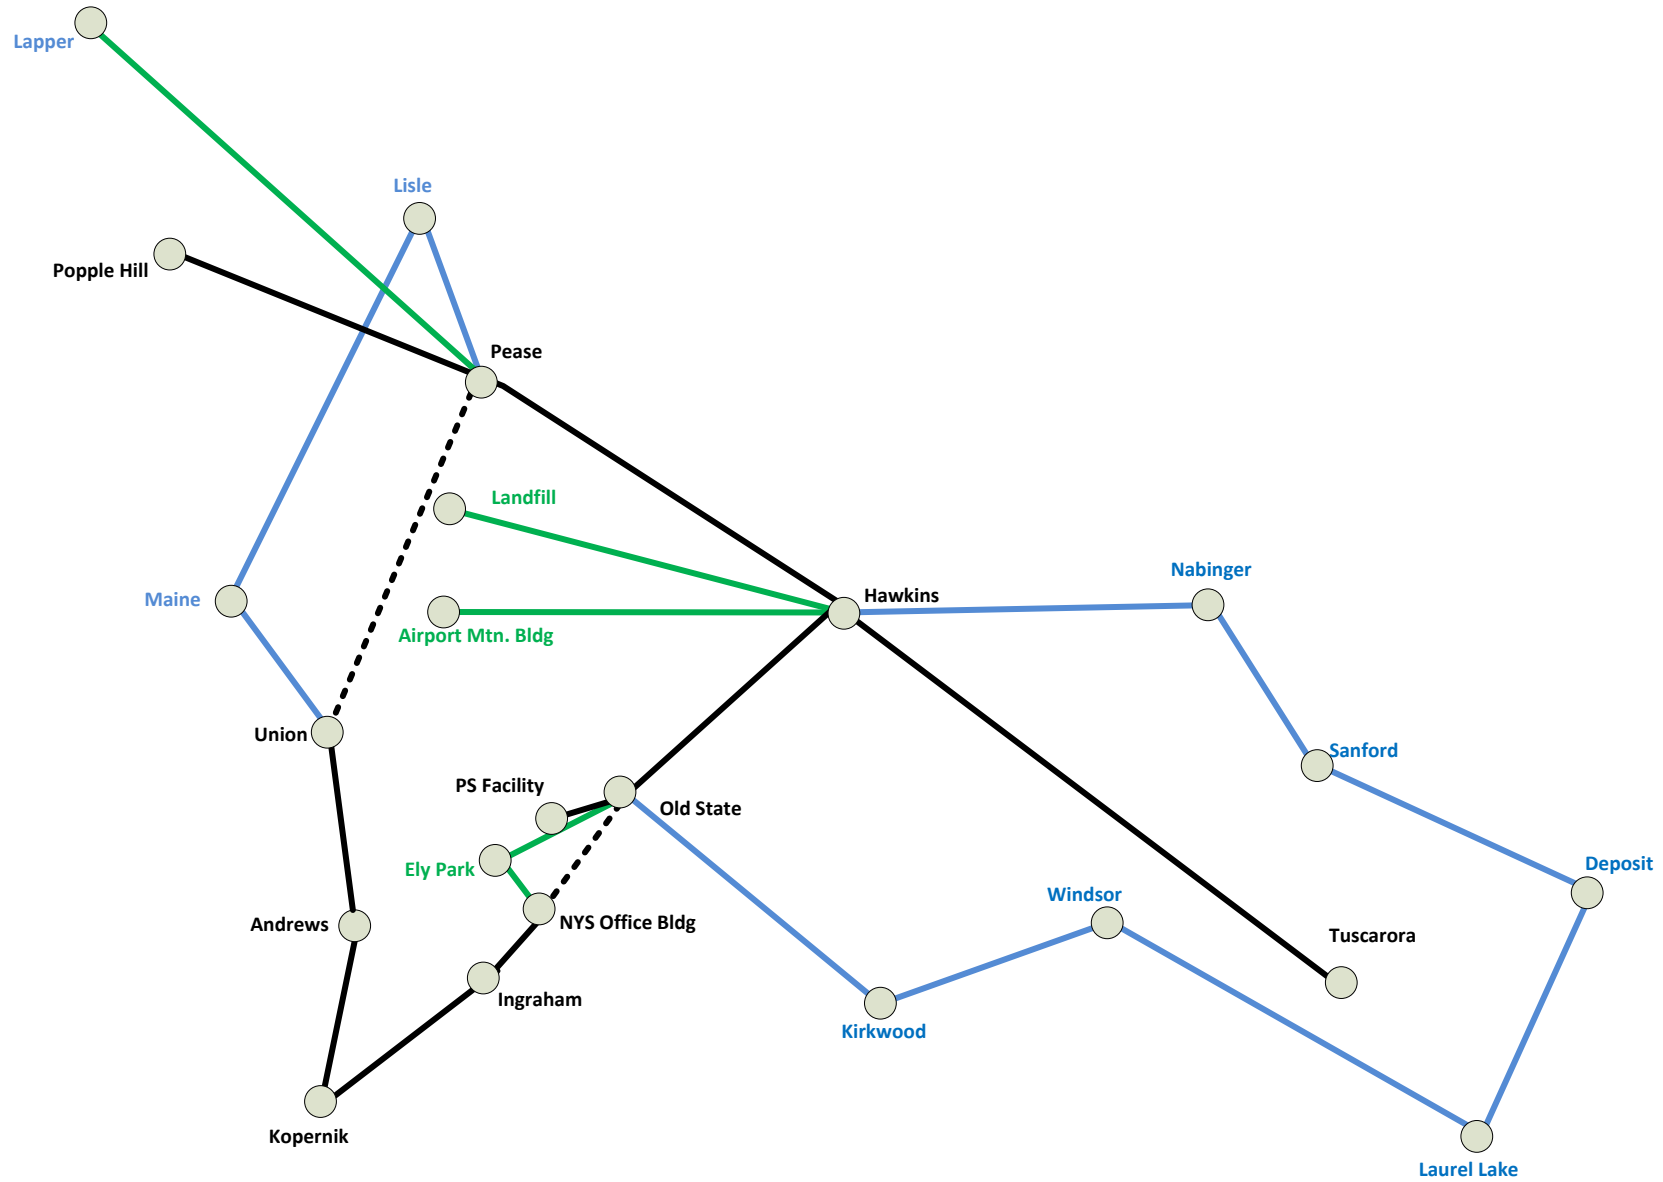 Lapper
Lisle
Popple Hill
Pease
Landfill
Nabinger
Hawkins
Maine
Airport Mtn. Bldg
Union
Sanford
PS Facility
Old State
Deposit
Ely Park
Windsor
NYS Office Bldg
Andrews
Tuscarora
Ingraham
Kirkwood
Kopernik
Laurel Lake